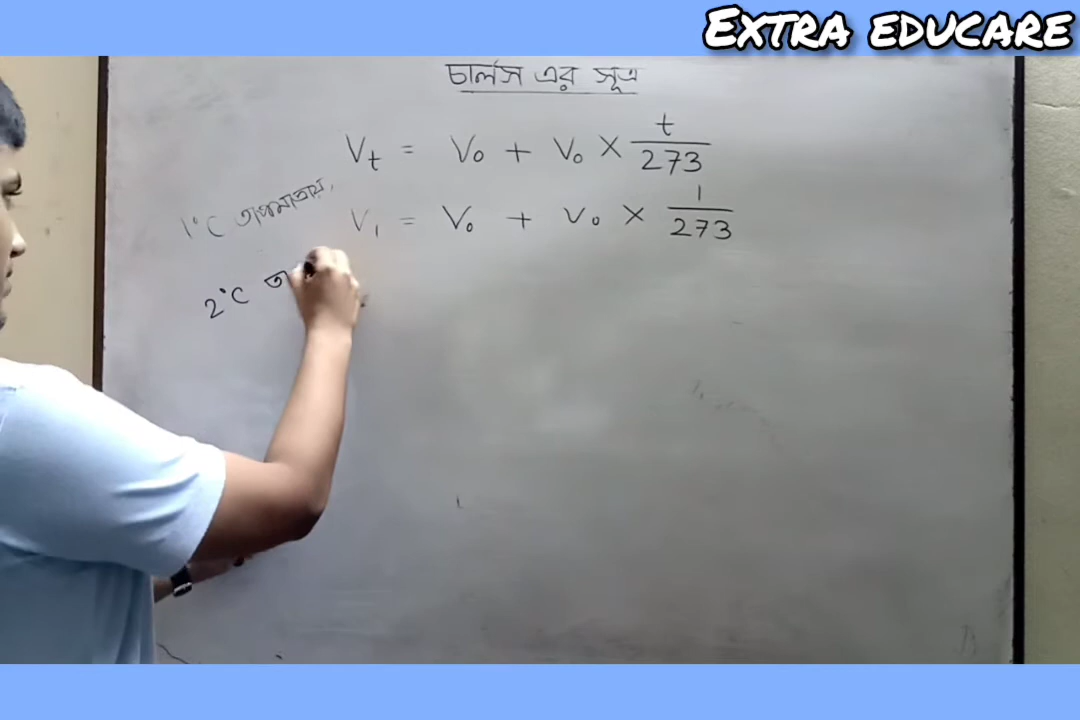 EXTRA EDUCARE
চার্লস এর সূত্র
Vt = V0 + V0 × t/273
1°C তাপমাত্রায়, V1 = V0 + V0 × 1/273
2°C তা